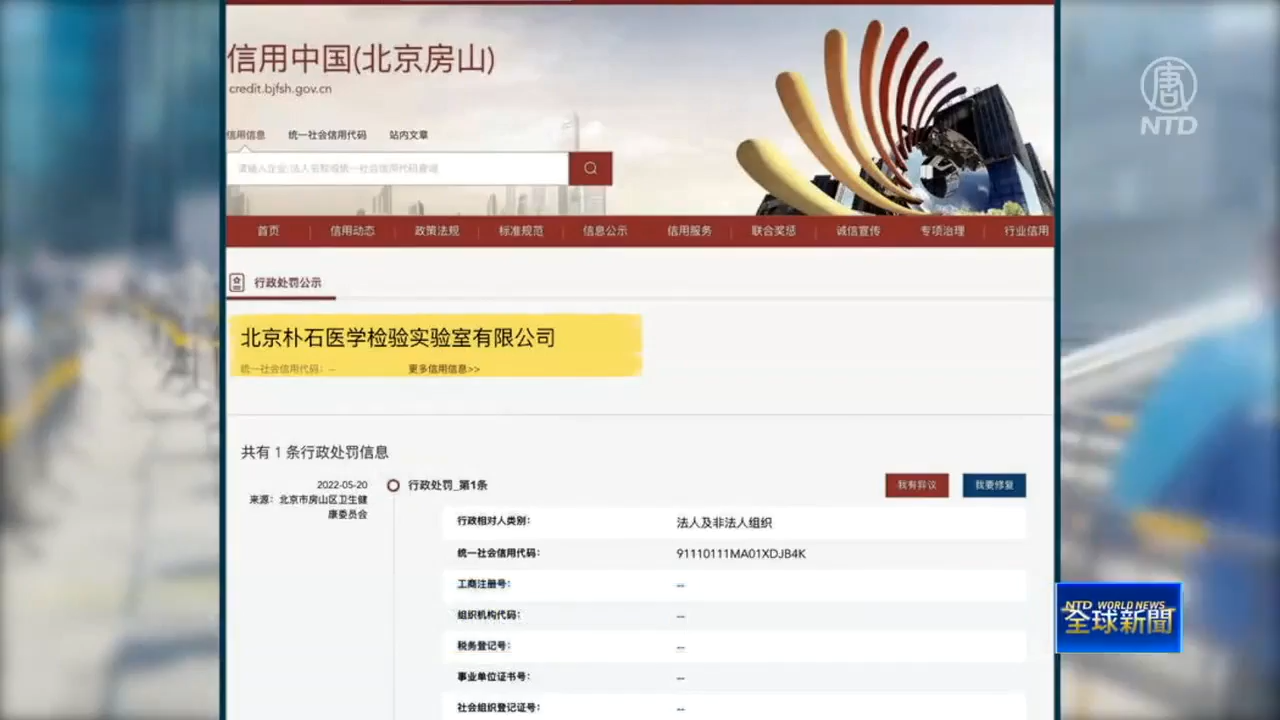 信用中国(北京房山)
credit.bjfsh.gov.cn
唐
NTD
信用信息 统一社会信用代码 站内文章
首页 信用动态 政策法规 标准规范 信息公示 信用服务 联合奖惩 诚信宣传 专项治理 行业信用
行政处罚公示
北京朴石医学检验实验室有限公司
统一社会信用代码: -- 更多信用信息>>
共有 1 条行政处罚信息
2022-05-20 行政处罚_第1条 我有异议 我要修复
来源: 北京市房山区卫生健
康委员会
行政相对人类别: 法人及非法人组织
统一社会信用代码: 91110111MA01XDJB4K
工商注册号: --
组织机构代码: --
税务登记号: --
事业单位证书号: --
社会组织登记证号: --
NTD WORLD NEWS
全球新聞